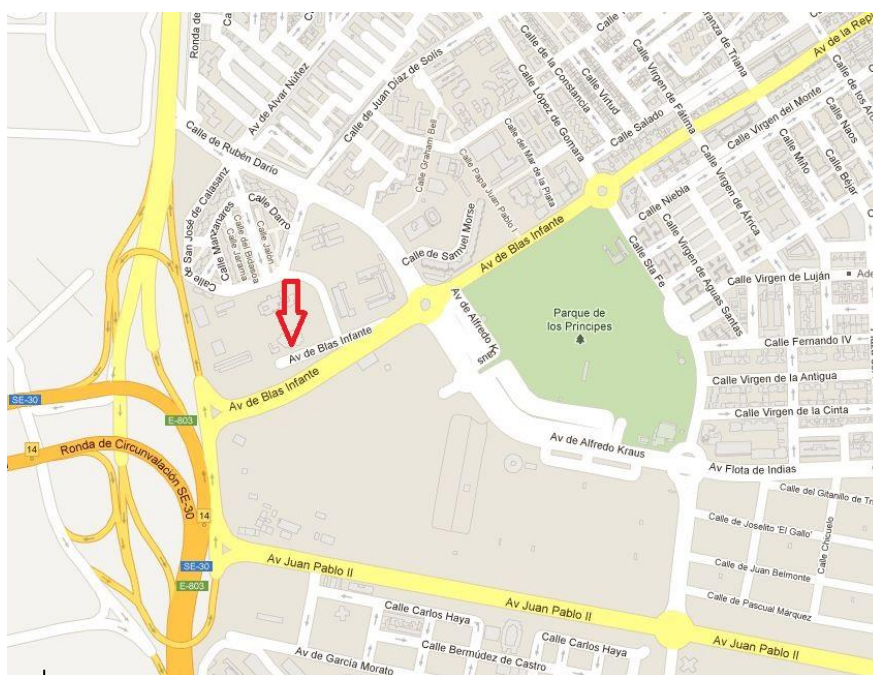 Ronda de
Av de Alvar Núñez
Calle de Juan Díaz de Solís
Calle de la Constancia
Calle Virtud
Calle Virgen de Fátima
Av de la Rep
Calle López de Gomara
Calle Salado
Calle Virgen del Monte
Calle de los Ar
Calle Naos
Calle Miño
Calle Béjar
Calle de Rubén Darío
Calle Graham Bell
Calle Papa Juan Pablo I
Calle del Mar de la Plata
Calle Niebla
Calle Virgen de África
Calle Darro
Calle Manzanares
Calle del Bidasoa
Calle Jarama
Calle Jalón
Calle de Samuel Morse
Av de Blas Infante
Calle Sta Fe
Calle Virgen de Aguas Santas
Calle Virgen de Luján
Ade
Av de Alfredo K
aus
Parque de
los Principes
Av de Blas Infante
Calle Fernando IV
Av de Blas Infante
Calle Virgen de la Antigua
SE-30
E-803
Calle Virgen de la Cinta
14
Ronda de Circunvalación SE-30
Av de Alfredo Kraus
Av Flota de Indias
14
Calle del Gitanillo de Tri
Calle de Joselito 'El Gallo'
Calle Chicuelo
SE-30
E-803
Av Juan Pablo II
Calle de Juan Belmonte
Calle de Pascual Márquez
Calle Carlos Haya
Av Juan Pablo II
Av Juan Pablo II
Calle Bermúdez de Castro
Calle Carlos Haya
Av de García Morato